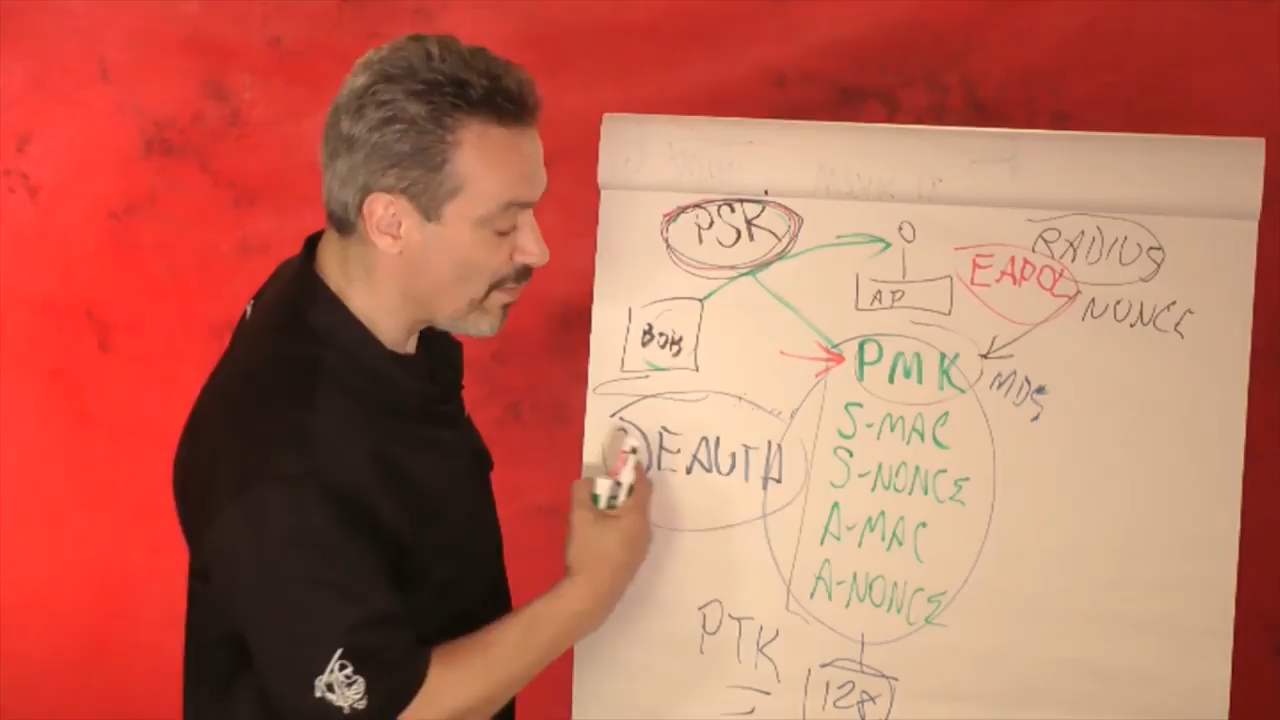 PSK
RADIUS
EAPOL
NONCE
AP
BOB
PMK
MD5
S-MAC
DEAUTH
S-NONCE
A-MAC
A-NONCE
PTK
=
128